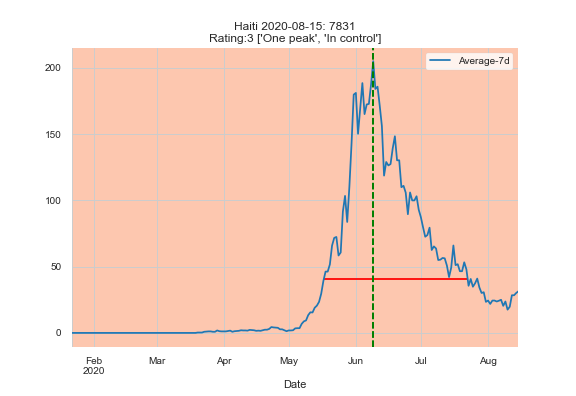 Haiti 2020-08-15: 7831
Rating:3 ['One peak', 'In control']
Average-7d
200
150
100
50
0
Feb
2020
Mar
Apr
May
Jun
Jul
Aug
Date